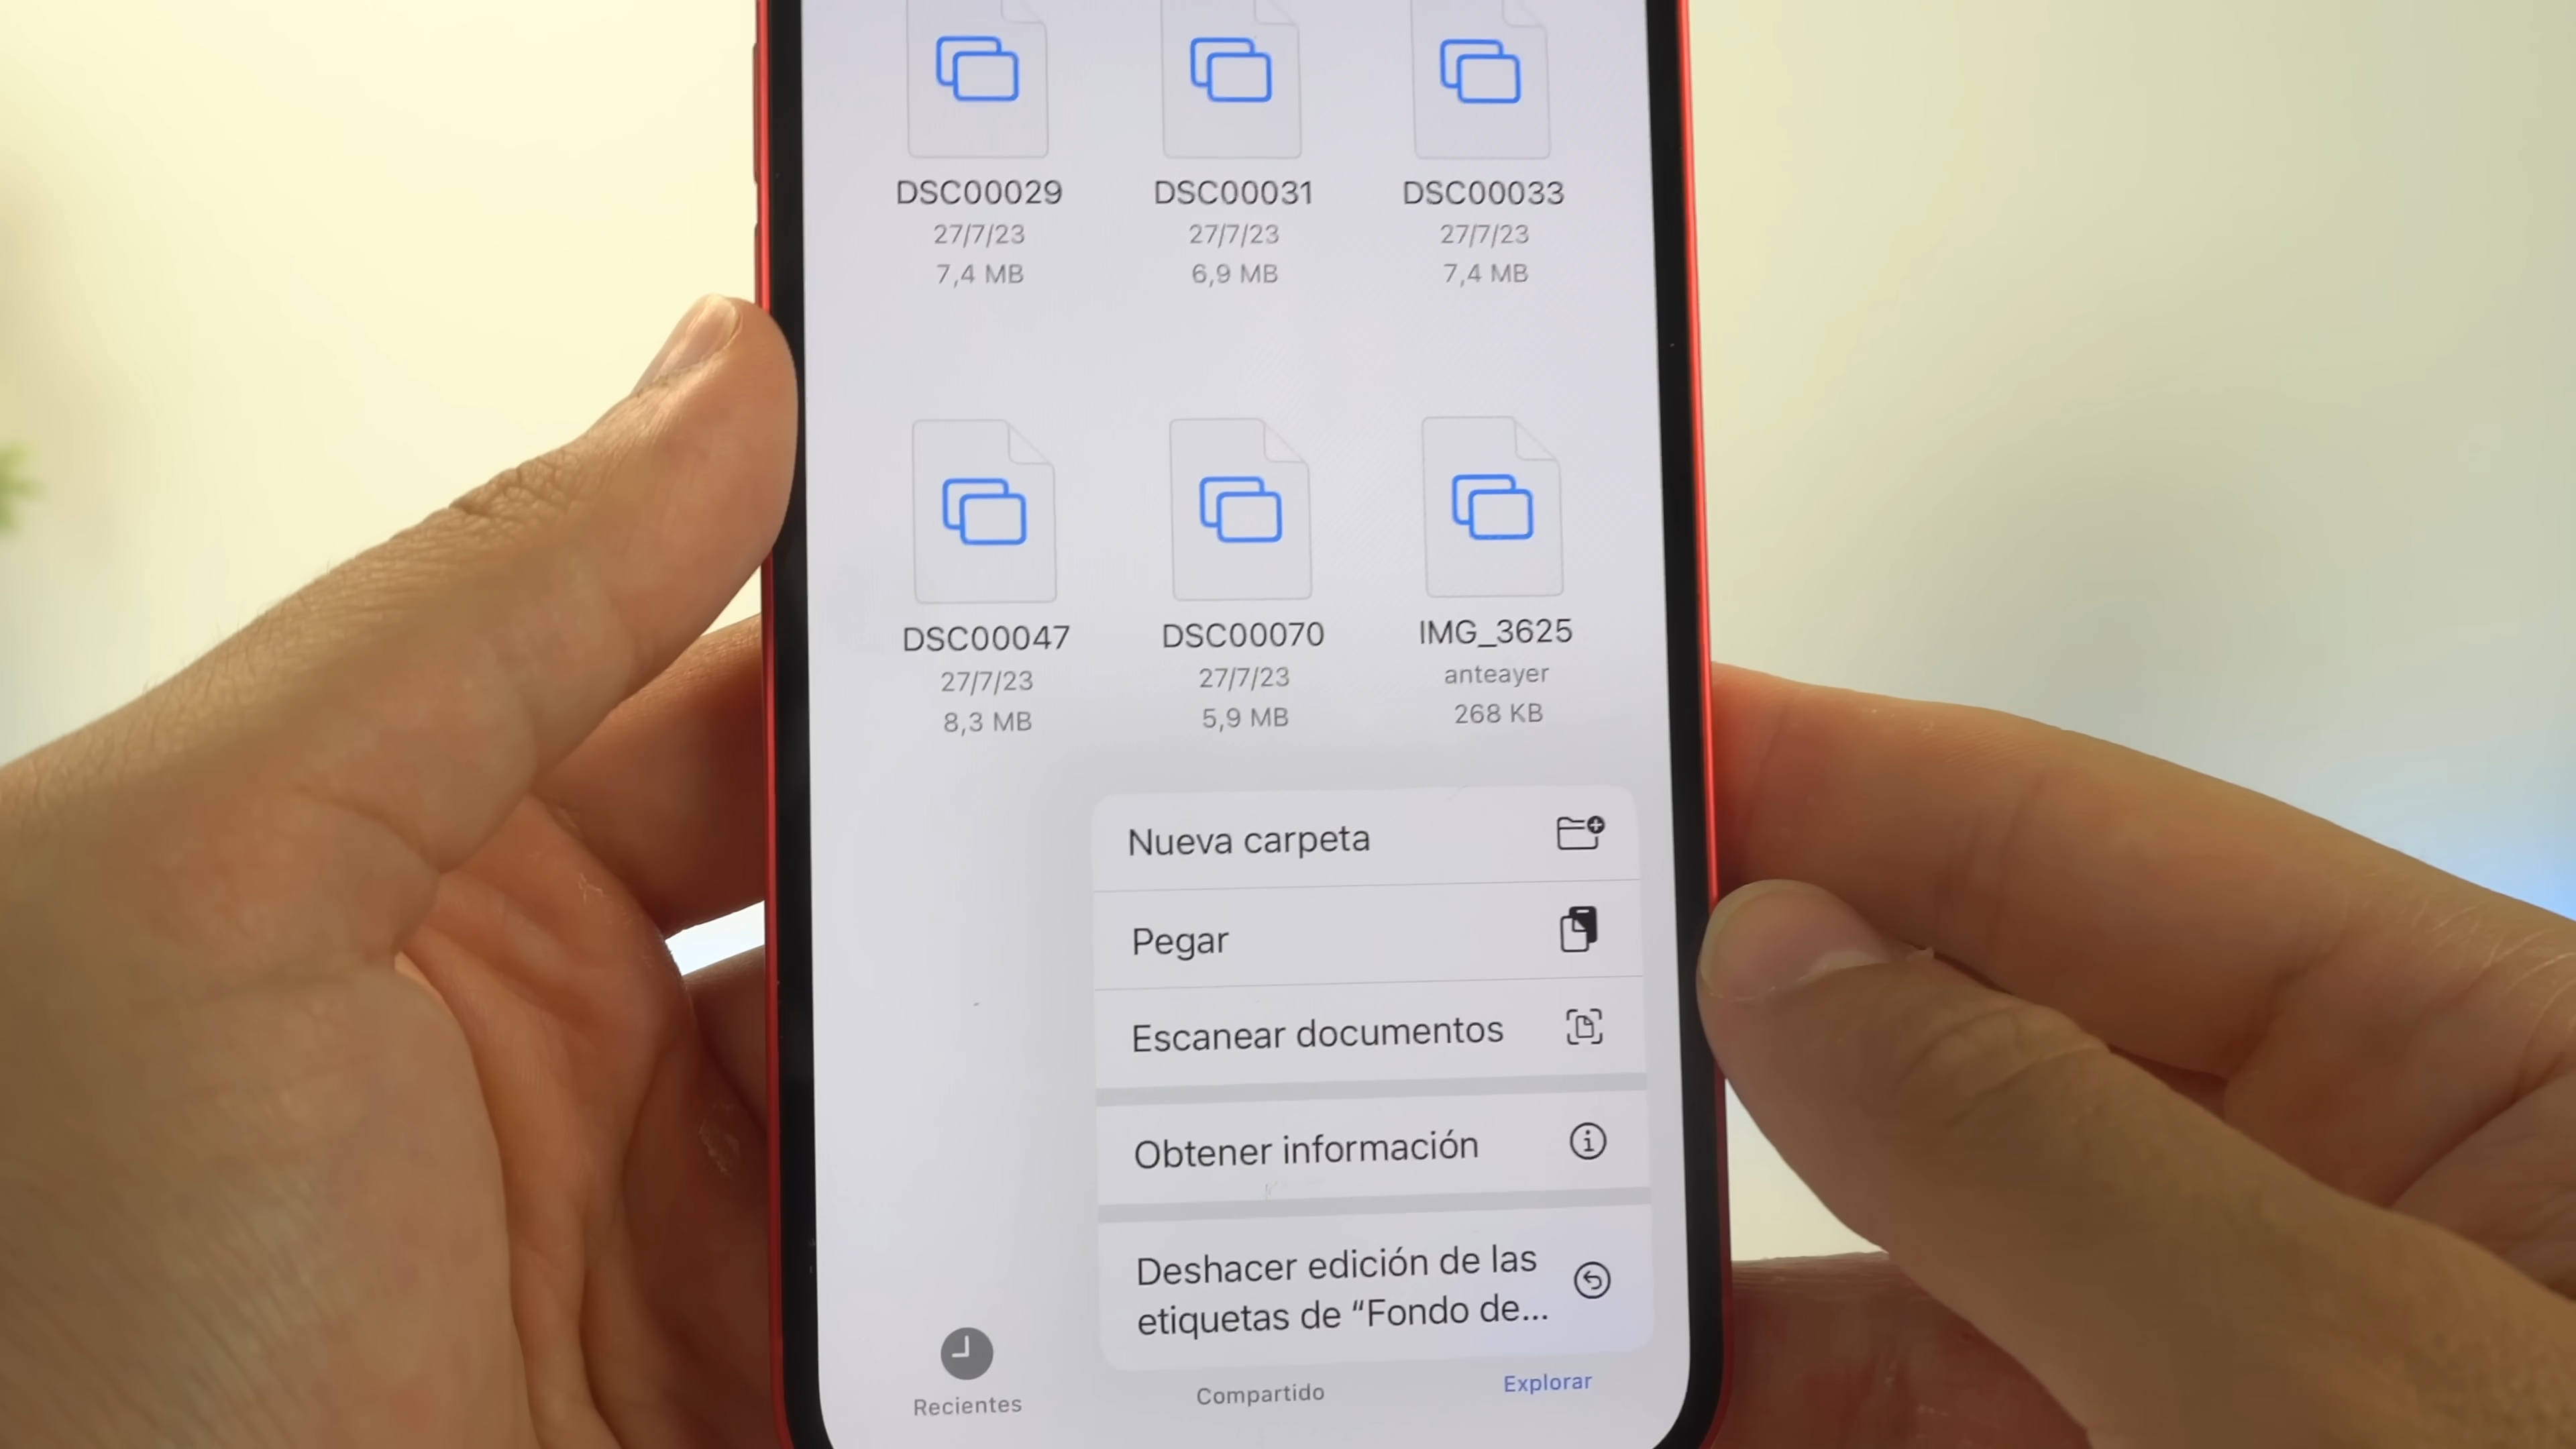 DSC00029
27/7/23
7,4 MB
DSC00031
27/7/23
6,9 MB
DSC00033
27/7/23
7,4 MB
DSC00047
27/7/23
8,3 MB
DSC00070
27/7/23
5,9 MB
IMG_3625
anteayer
268 KB
Nueva carpeta
Pegar
Escanear documentos
Obtener información
Deshacer edición de las
etiquetas de “Fondo de...
Recientes
Compartido
Explorar